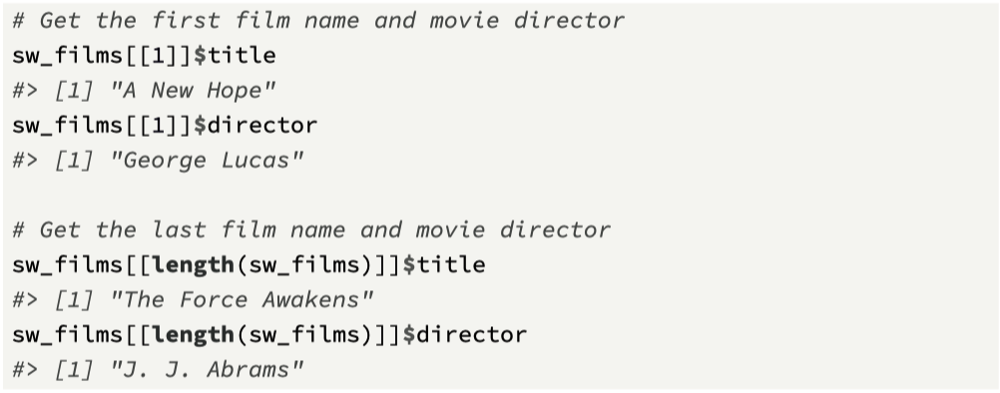 # Get the first film name and movie director
sw_films[[1]]$title
#> [1] "A New Hope"
sw_films[[1]]$director
#> [1] "George Lucas"
# Get the last film name and movie director
sw_films[[length(sw_films)]]$title
#> [1] "The Force Awakens"
sw_films[[length(sw_films)]]$director
#> [1] "J. J. Abrams"